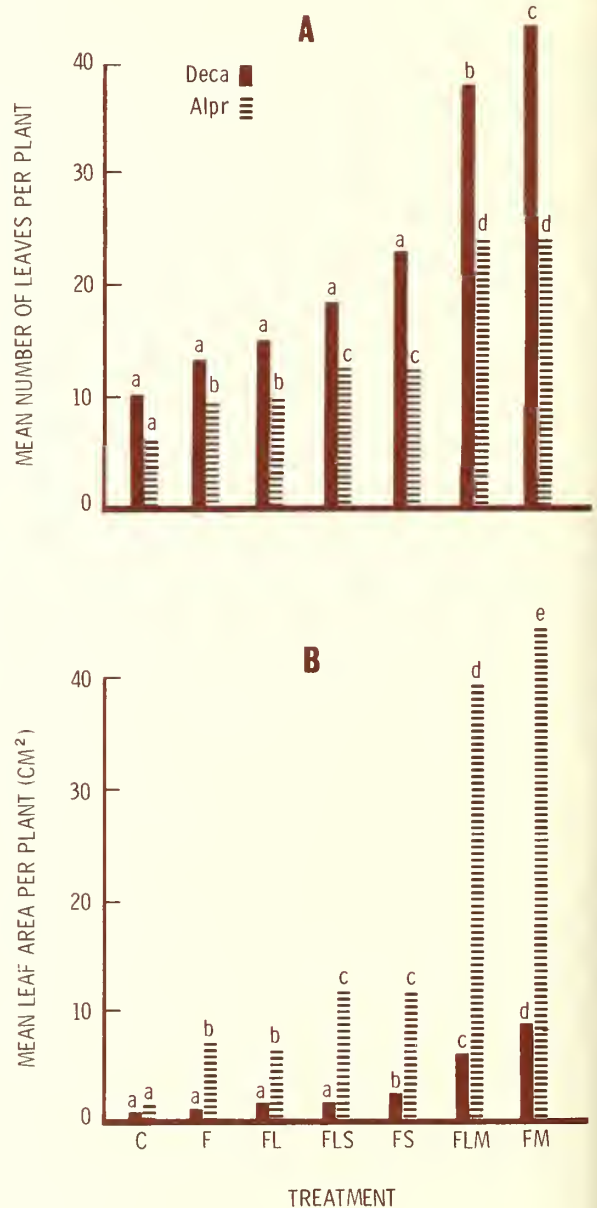 A
Deca
Alpr
MEAN NUMBER OF LEAVES PER PLANT
40
30
20
10
0
a
a
a
b
a
b
a
c
a
c
b
d
c
d
B
MEAN LEAF AREA PER PLANT (CM²)
40
30
20
10
0
a
a
a
b
a
b
a
c
b
c
c
d
d
e
C F FL FLS FS FLM FM
TREATMENT